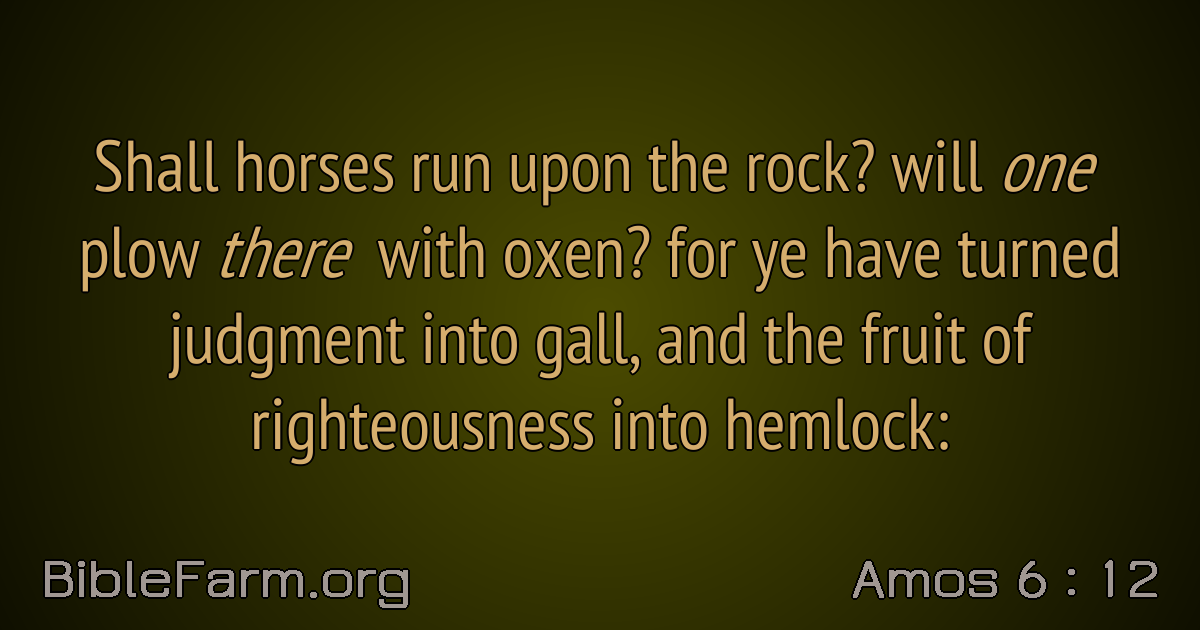 Shall horses run upon the rock? will one
plow there with oxen? for ye have turned
judgment into gall, and the fruit of
righteousness into hemlock:
BibleFarm.org
Amos 6 : 12